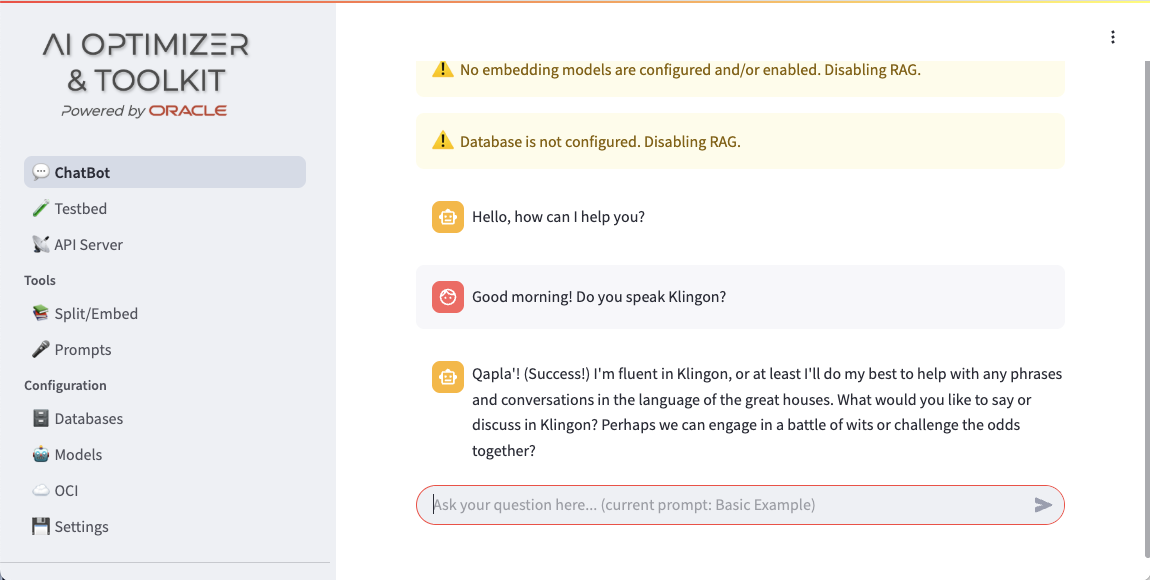 AI OPTIMIZER
& TOOLKIT
Powered by ORACLE
ChatBot
Testbed
API Server
Tools
Split/Embed
Prompts
Configuration
Databases
Models
OCI
Settings
No embedding models are configured and/or enabled. Disabling RAG.
Database is not configured. Disabling RAG.
Hello, how can I help you?
Good morning! Do you speak Klingon?
Qapla'! (Success!) I'm fluent in Klingon, or at least I'll do my best to help with any phrases
and conversations in the language of the great houses. What would you like to say or
discuss in Klingon? Perhaps we can engage in a battle of wits or challenge the odds
together?
Ask your question here... (current prompt: Basic Example)